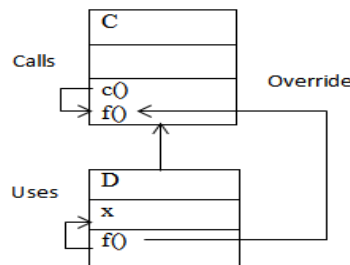 C
Calls
c()
f()
Override
D
Uses
x
f()